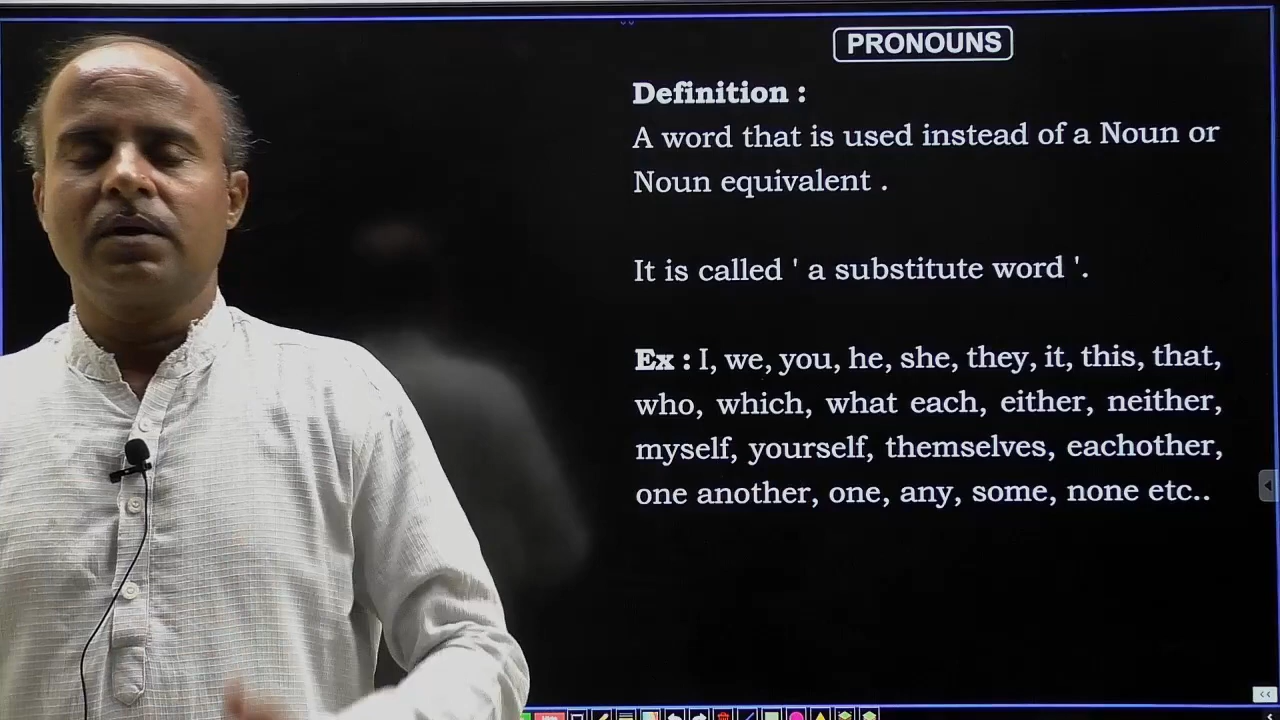 PRONOUNS
Definition :
A word that is used instead of a Noun or
Noun equivalent .
It is called ' a substitute word '.
Ex : I, we, you, he, she, they, it, this, that,
who, which, what each, either, neither,
myself, yourself, themselves, eachother,
one another, one, any, some, none etc..